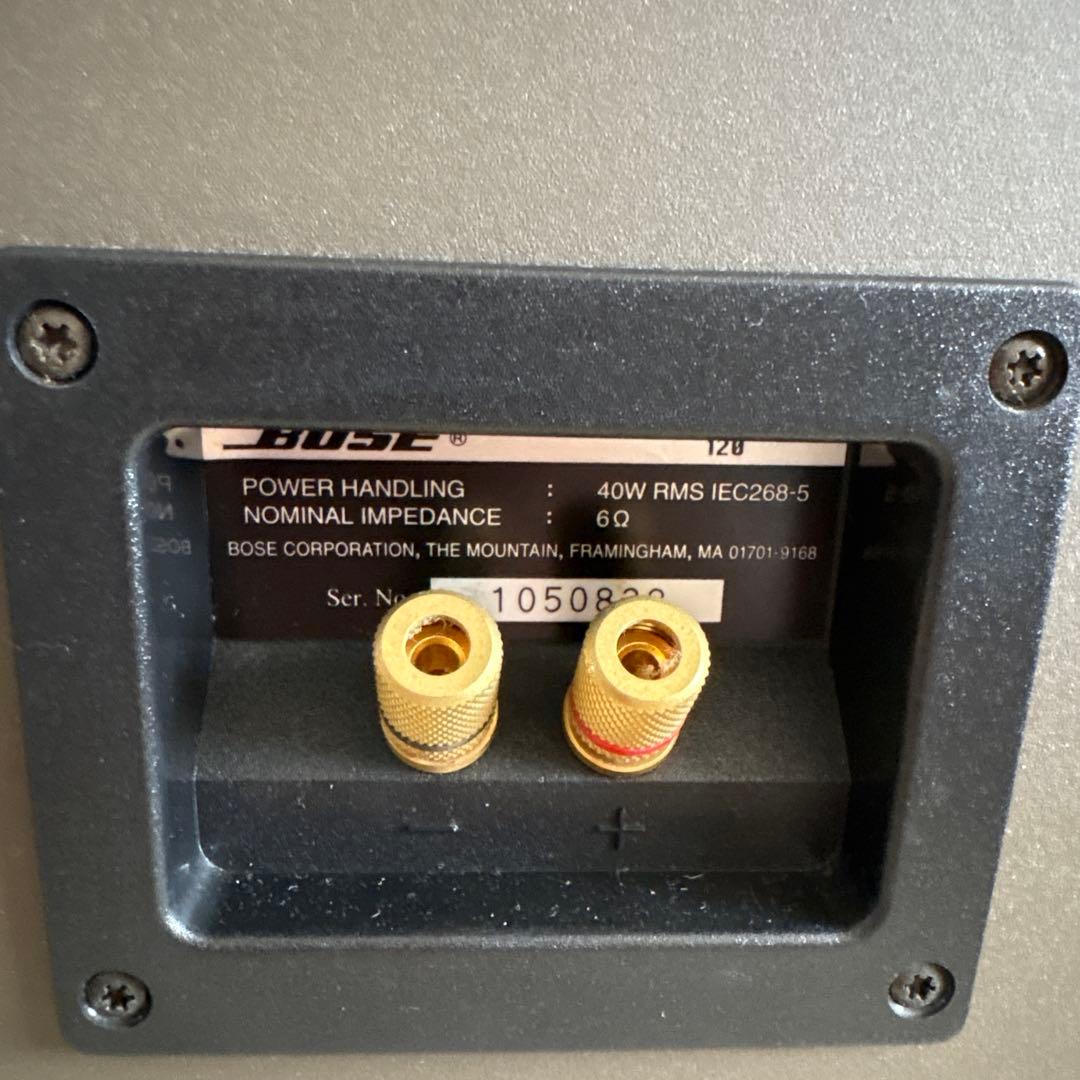 BOSE® 120
POWER HANDLING : 40W RMS IEC268-5
NOMINAL IMPEDANCE : 6Ω
BOSE CORPORATION, THE MOUNTAIN, FRAMINGHAM, MA 01701-9168
Ser. No.
− +